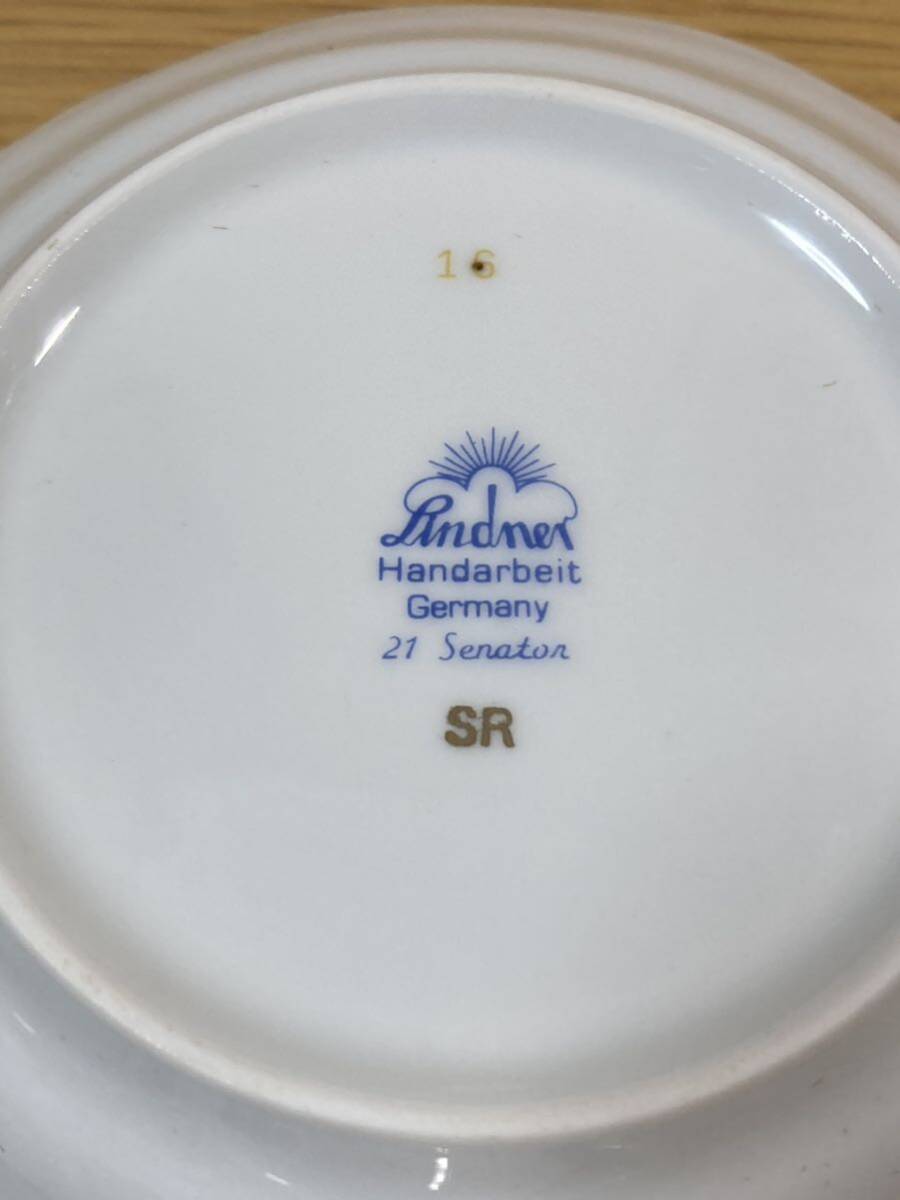 16
Lindner
Handarbeit
Germany
21 Senator
SR